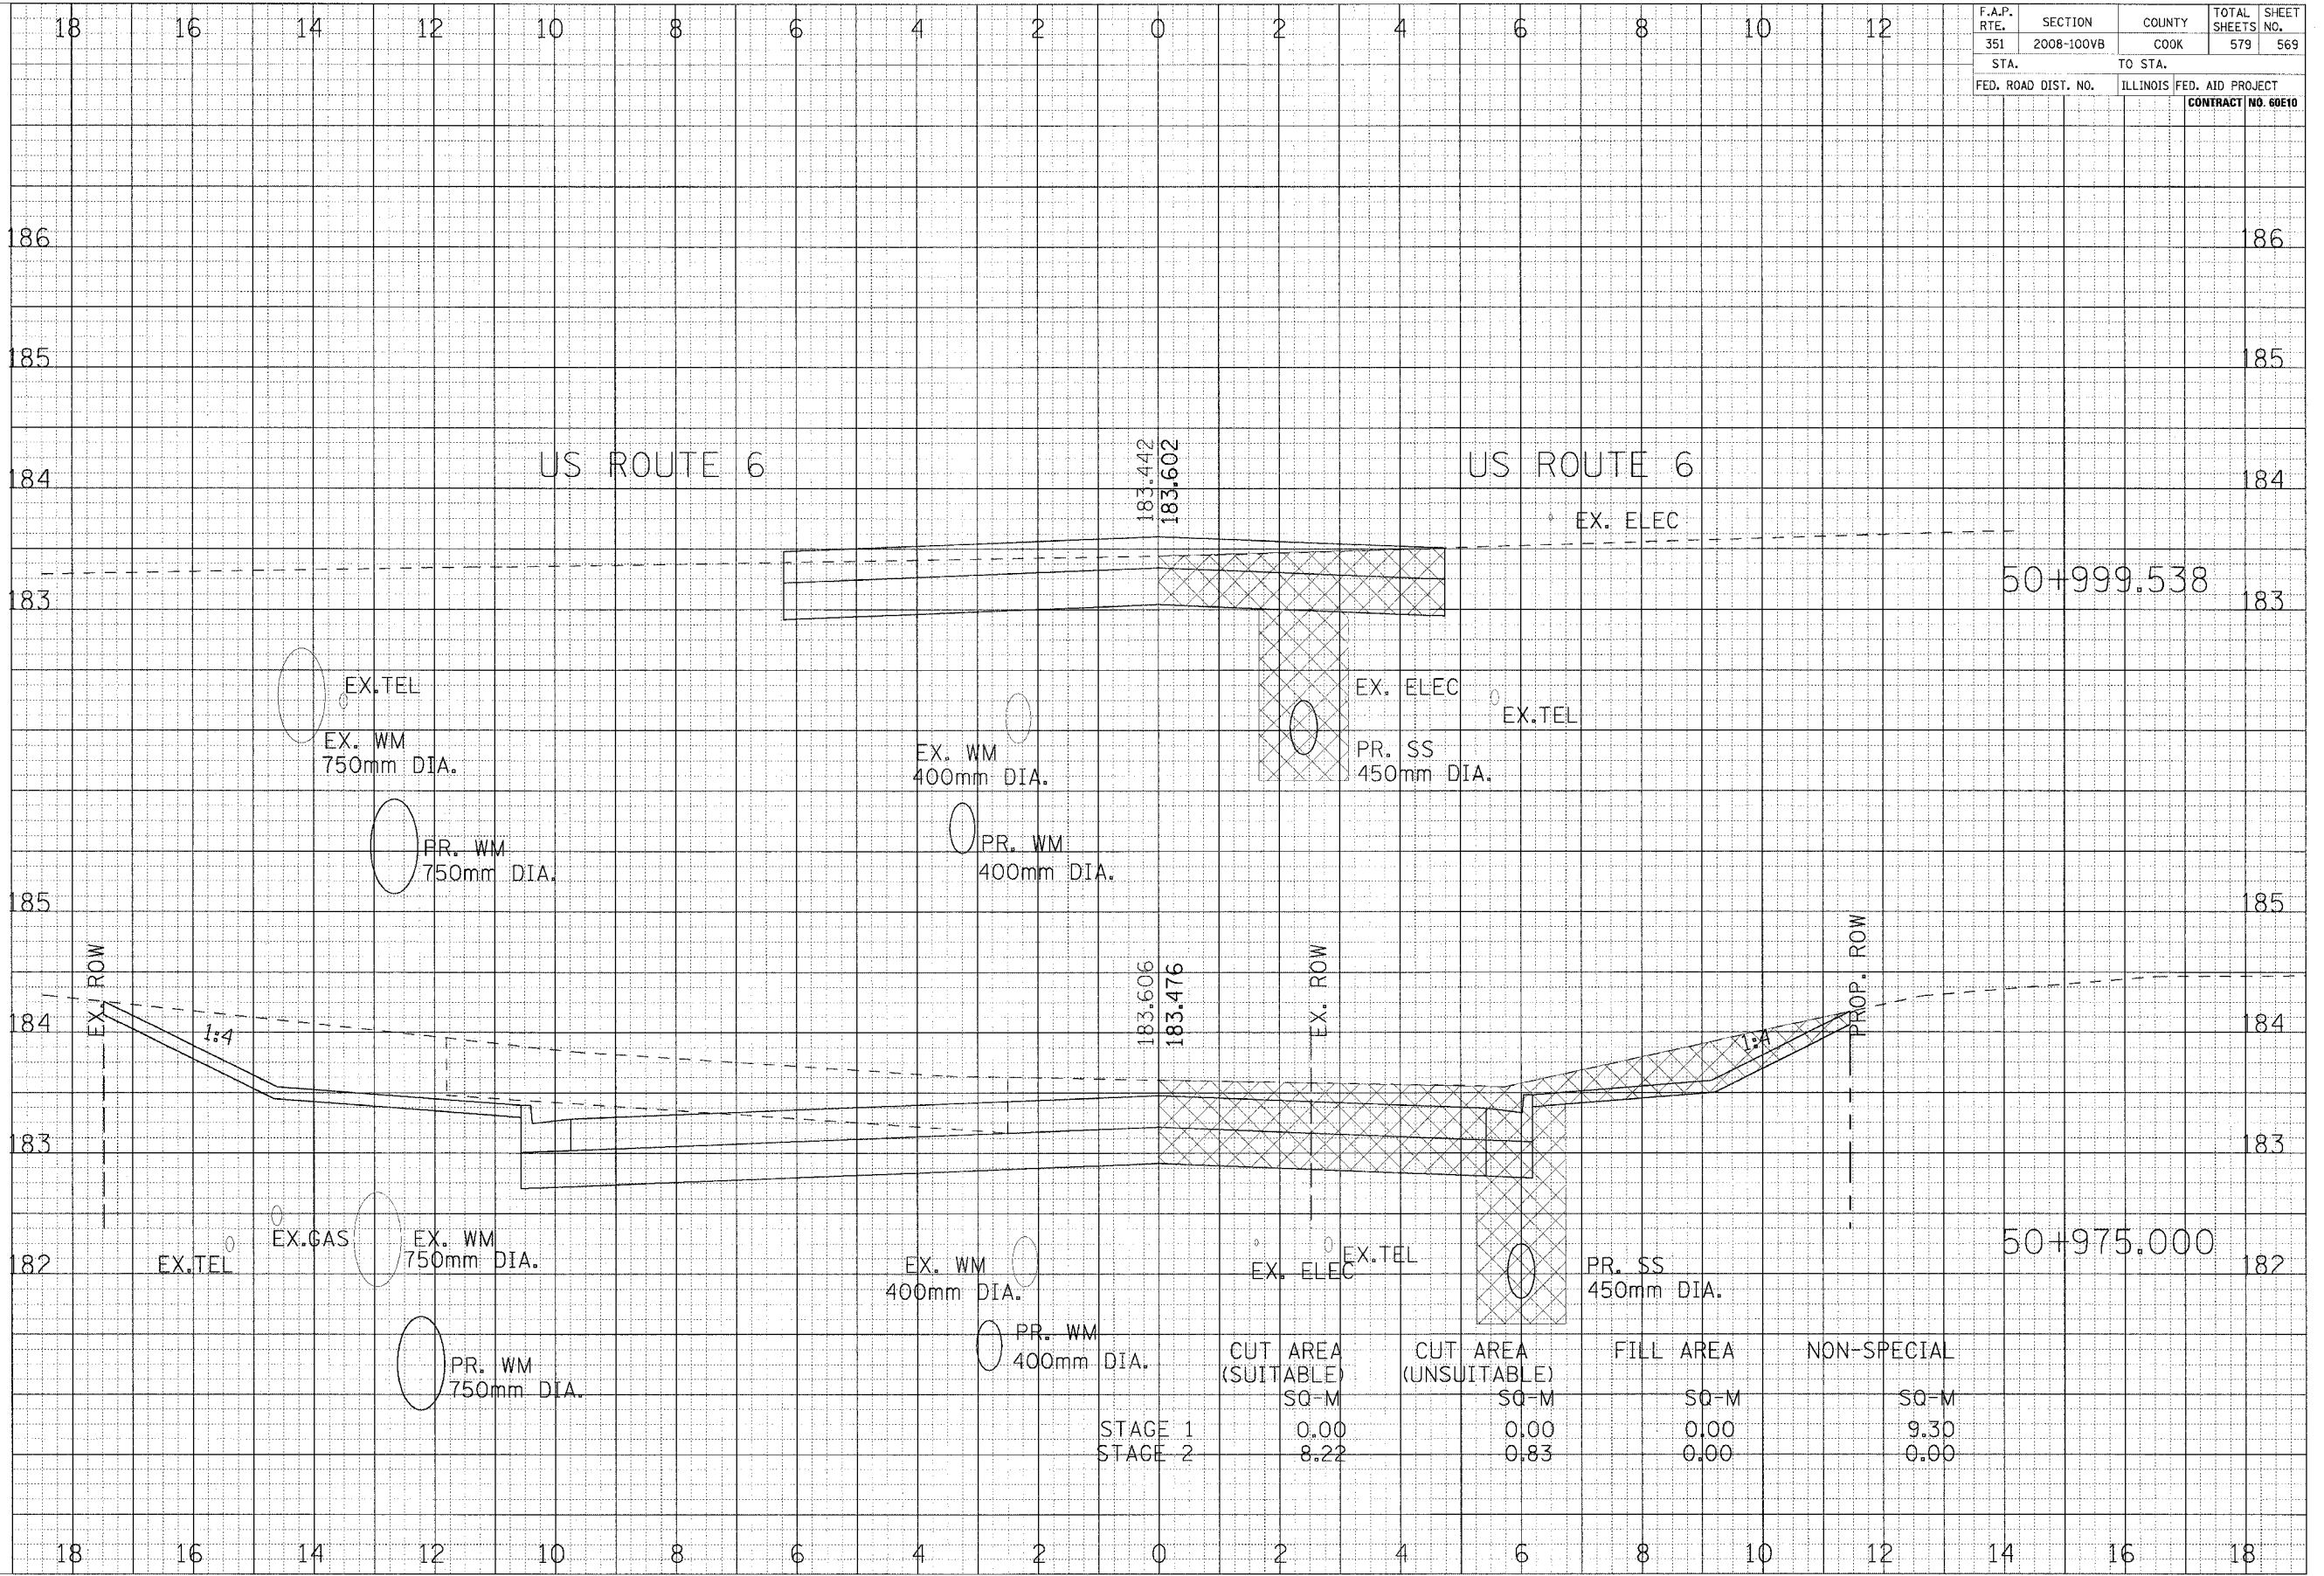 18 16 14 12 10 8 6 4 2 0 2 4 6 8 10 12
F.A.P. RTE. SECTION COUNTY TOTAL SHEETS SHEET NO.
351 2008-100VB COOK 579 569
STA. TO STA.
FED. ROAD DIST. NO. ILLINOIS FED. AID PROJECT
CONTRACT NO. 60E10
186 186
185 185
US ROUTE 6 183.442 183.602 US ROUTE 6
184 184
EX. ELEC
50+999.538
183 183
EX.TEL
EX. ELEC
EX.TEL
EX. WM
750mm DIA.
EX. WM
400mm DIA.
PR. SS
450mm DIA.
PR. WM
750mm DIA.
PR. WM
400mm DIA.
185 185
EX. ROW
183.606
183.476
EX. ROW
PROP. ROW
184 184
1:4
1:4
183 183
EX.TEL
EX.GAS
EX. WM
750mm DIA.
EX. WM
400mm DIA.
EX. ELEC
EX.TEL
PR. SS
450mm DIA.
50+975.000
182 182
PR. WM
750mm DIA.
PR. WM
400mm DIA.
CUT AREA CUT AREA FILL AREA NON-SPECIAL
(SUITABLE) (UNSUITABLE)
SQ-M SQ-M SQ-M SQ-M
STAGE 1 0.00 0.00 0.00 9.30
STAGE 2 8.22 0.83 0.00 0.00
18 16 14 12 10 8 6 4 2 0 2 4 6 8 10 12 14 16 18